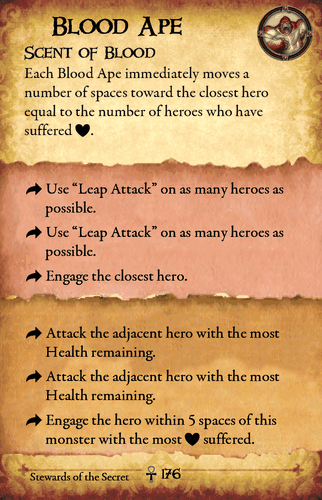 Blood Ape
Scent of Blood
Each Blood Ape immediately moves a
number of spaces toward the closest hero
equal to the number of heroes who have
suffered ♥.
Use “Leap Attack” on as many heroes as
possible.
Use “Leap Attack” on as many heroes as
possible.
Engage the closest hero.
Attack the adjacent hero with the most
Health remaining.
Attack the adjacent hero with the most
Health remaining.
Engage the hero within 5 spaces of this
monster with the most ♥ suffered.
Stewards of the Secret ☥ 176